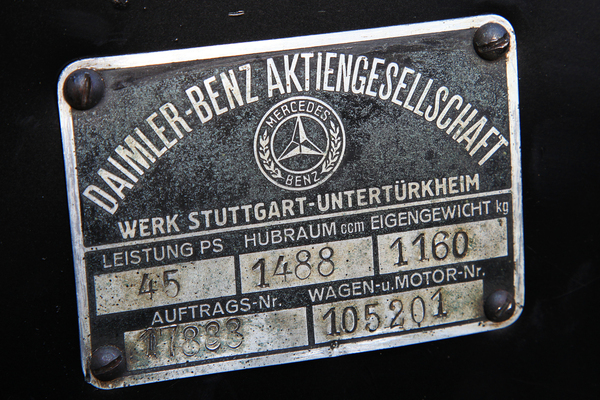 DAIMLER-BENZ AKTIENGESELLSCHAFT
MERCEDES
BENZ
WERK STUTTGART-UNTERTÜRKHEIM
LEISTUNG PS HUBRAUM ccm EIGENGEWICHT kg
45 1488 1160
AUFTRAGS-Nr. WAGEN-u.MOTOR-Nr.
17883 105201